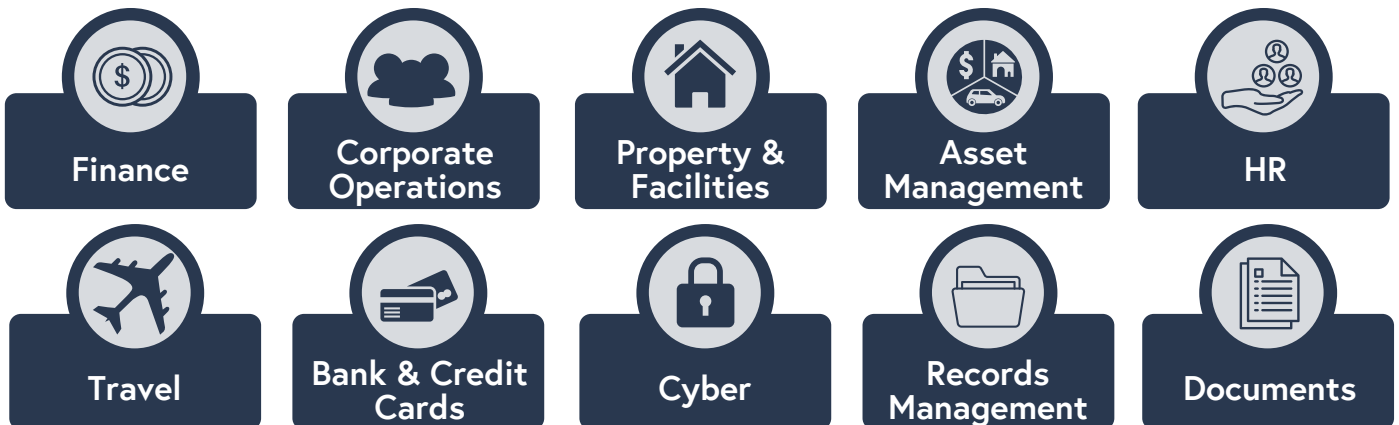 $
$
Finance
Corporate
Operations
Property &
Facilities
Asset
Management
HR
Travel
Bank & Credit
Cards
Cyber
Records
Management
Documents